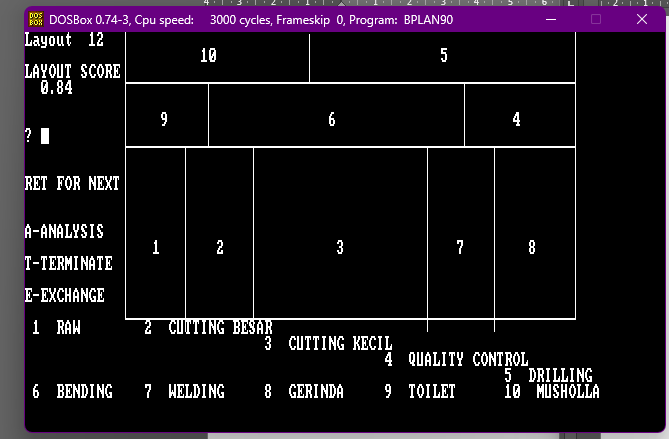 DOSBox 0.74-3, Cpu speed: 3000 cycles, Frameskip 0, Program: BPLAN90
Layout 12
10 5
LAYOUT SCORE
0.84
9 6 4
?
RET FOR NEXT
A-ANALYSIS
1 2 3 7 8
T-TERMINATE
E-EXCHANGE
1 RAW 2 CUTTING BESAR
3 CUTTING KECIL
4 QUALITY CONTROL
5 DRILLING
6 BENDING 7 WELDING 8 GERINDA 9 TOILET 10 MUSHOLLA